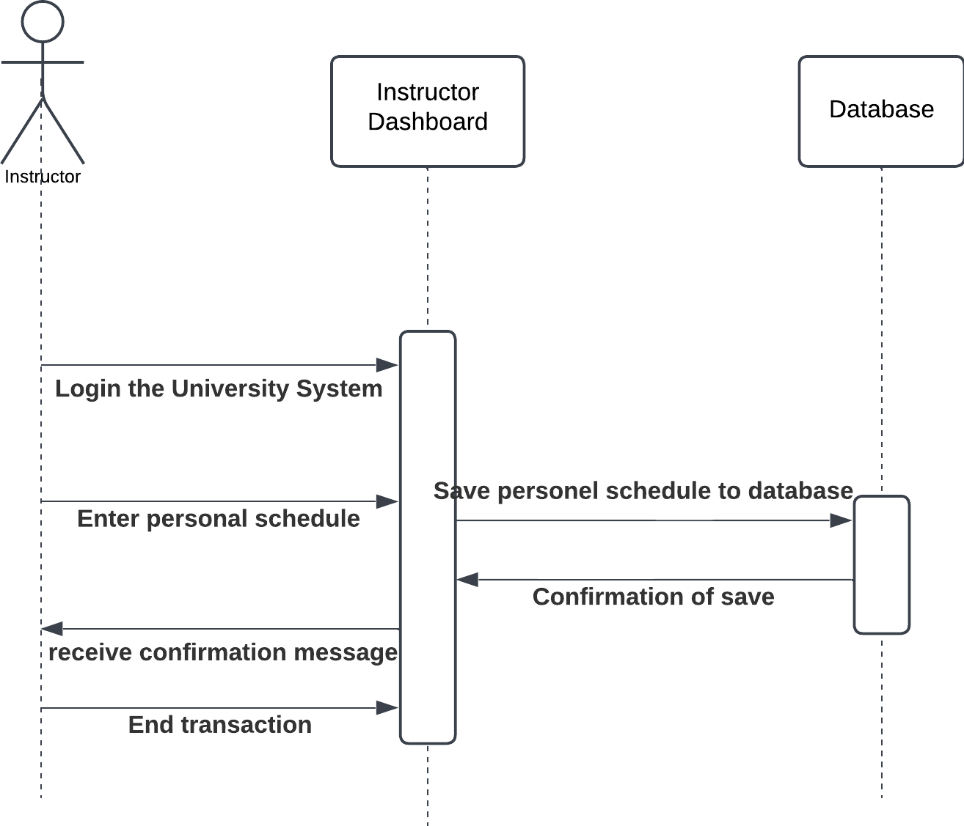 Instructor
Dashboard
Database
Instructor
Login the University System
Save personel schedule to database
Enter personal schedule
Confirmation of save
receive confirmation message
End transaction